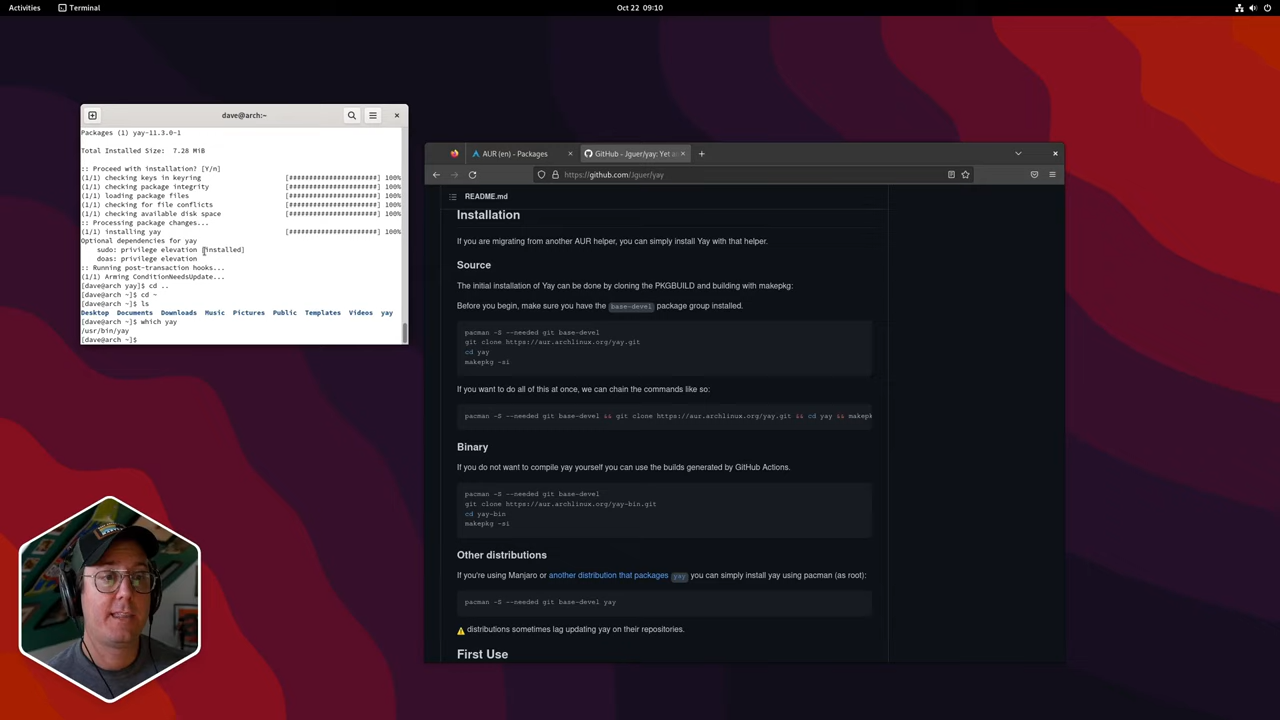 Activities
Terminal
Oct 22 09:10
dave@arch:~
Packages (1) yay-11.3.0-1
Total Installed Size:  7.28 MiB
:: Proceed with installation? [Y/n]
(1/1) checking keys in keyring [######################] 100%
(1/1) checking package integrity [######################] 100%
(1/1) loading package files [######################] 100%
(1/1) checking for file conflicts [######################] 100%
(1/1) checking available disk space [######################] 100%
:: Processing package changes...
(1/1) installing yay [######################] 100%
Optional dependencies for yay
sudo: privilege elevation [installed]
doas: privilege elevation
:: Running post-transaction hooks...
(1/1) Arming ConditionNeedsUpdate...
[dave@arch yay]$ cd ..
[dave@arch ~]$ cd ~
[dave@arch ~]$ ls
Desktop Documents Downloads Music Pictures Public Templates Videos yay
[dave@arch ~]$ which yay
/usr/bin/yay
[dave@arch ~]$
AUR (en) - Packages
GitHub - Jguer/yay: Yet a
https://github.com/Jguer/yay
README.md
Installation
If you are migrating from another AUR helper, you can simply install Yay with that helper.
Source
The initial installation of Yay can be done by cloning the PKGBUILD and building with makepkg:
Before you begin, make sure you have the base-devel package group installed.
pacman -S --needed git base-devel
git clone https://aur.archlinux.org/yay.git
cd yay
makepkg -si
If you want to do all of this at once, we can chain the commands like so:
pacman -S --needed git base-devel && git clone https://aur.archlinux.org/yay.git && cd yay && makepk
Binary
If you do not want to compile yay yourself you can use the builds generated by GitHub Actions.
pacman -S --needed git base-devel
git clone https://aur.archlinux.org/yay-bin.git
cd yay-bin
makepkg -si
Other distributions
If you're using Manjaro or another distribution that packages yay you can simply install yay using pacman (as root):
pacman -S --needed git base-devel yay
⚠️ distributions sometimes lag updating yay on their repositories.
First Use